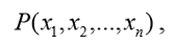 P(x₁,x₂,...,xₙ) ,